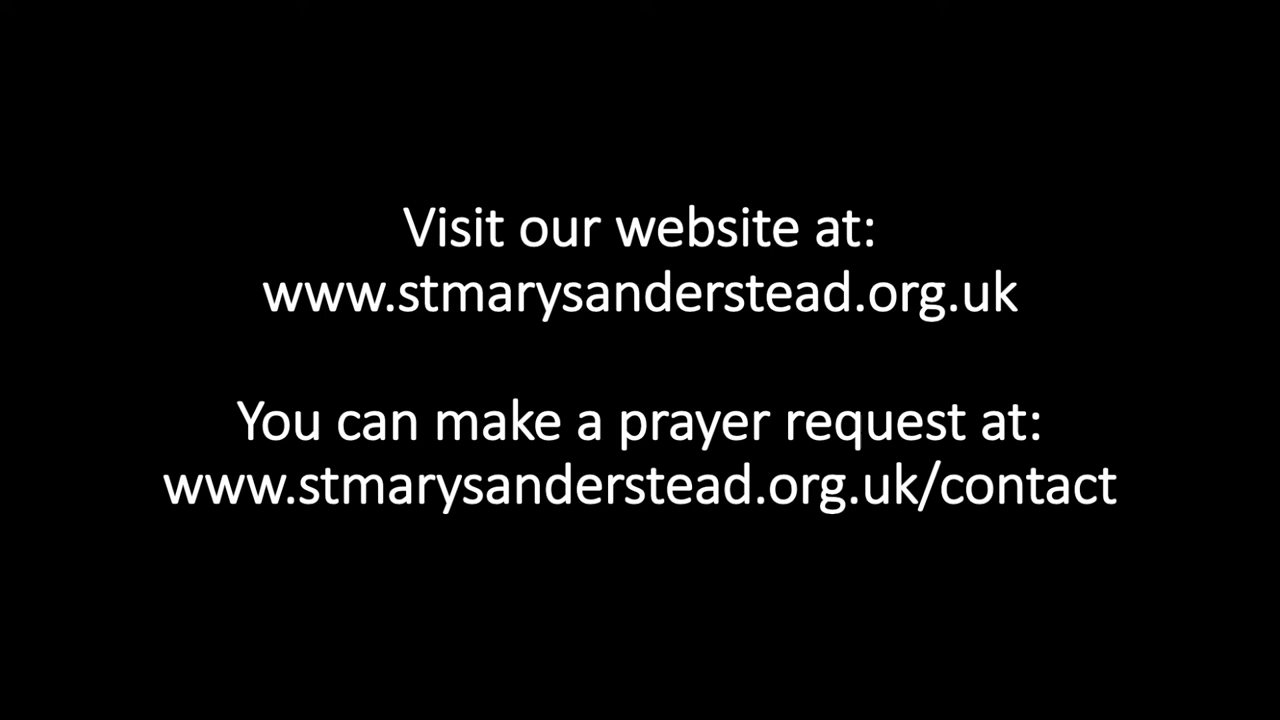 Visit our website at:
www.stmarysanderstead.org.uk
You can make a prayer request at:
www.stmarysanderstead.org.uk/contact